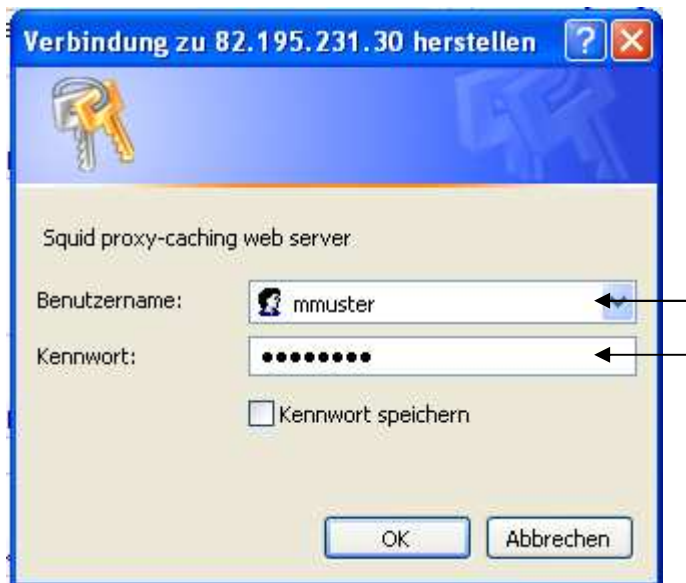 Verbindung zu 82.195.231.30 herstellen
Squid proxy-caching web server
Benutzername:
mmuster
Kennwort:
••••••••
Kennwort speichern
OK
Abbrechen